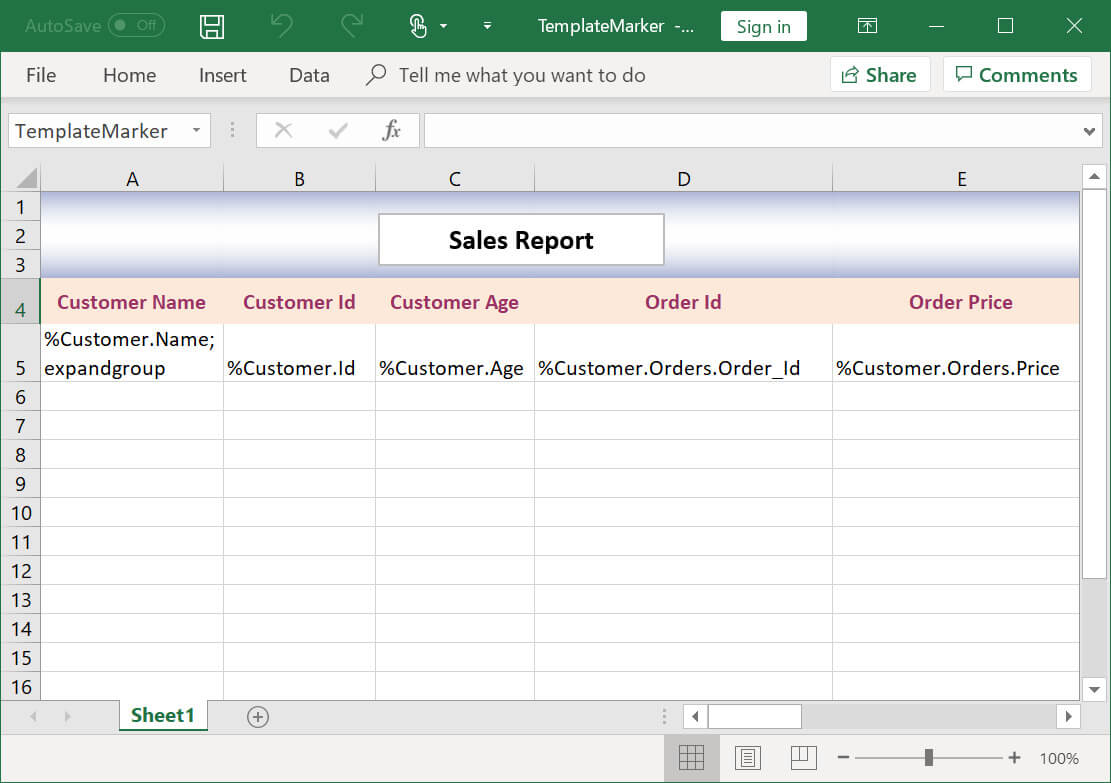 AutoSave Off TemplateMarker -... Sign in
File Home Insert Data Tell me what you want to do Share Comments
TemplateMarker fx
A B C D E
1
2 Sales Report
3
4 Customer Name Customer Id Customer Age Order Id Order Price
%Customer.Name;
5 expandgroup %Customer.Id %Customer.Age %Customer.Orders.Order_Id %Customer.Orders.Price
6
7
8
9
10
11
12
13
14
15
16
Sheet1
100%